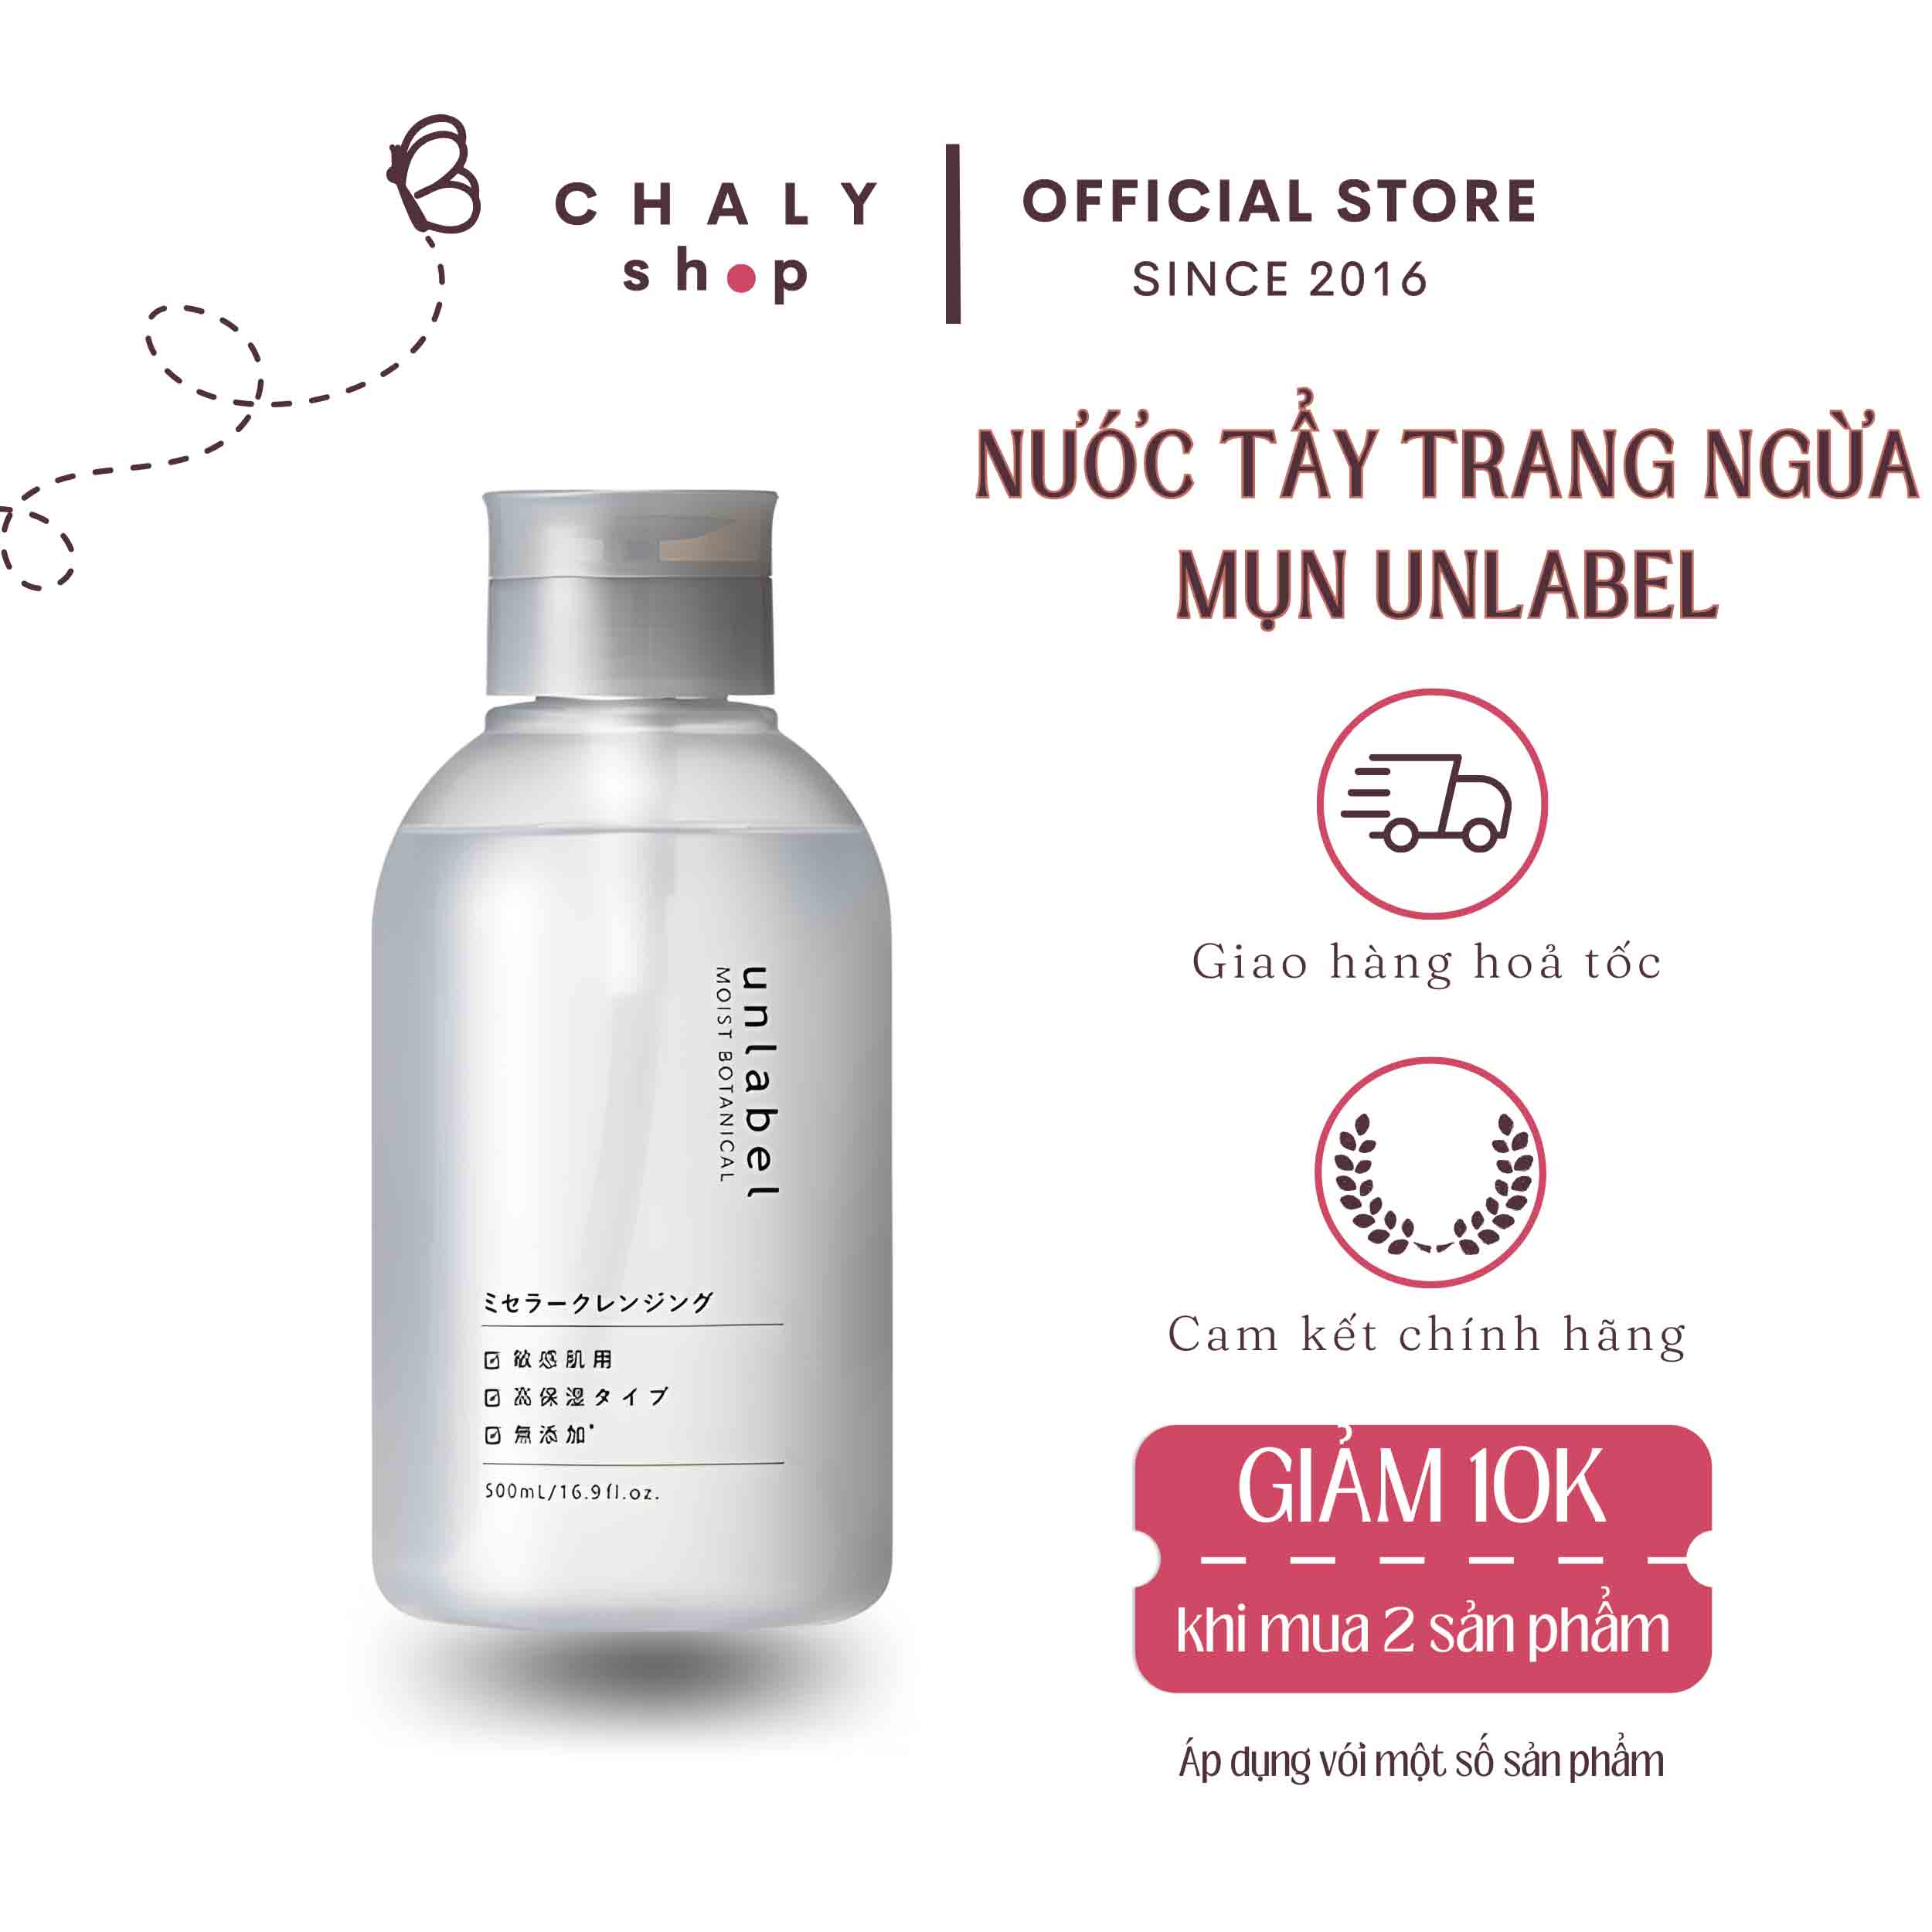 CHALY
shop
OFFICIAL STORE
SINCE 2016
NƯỚC TẨY TRANG NGỪA
MỤN UNLABEL
Giao hàng hoả tốc
Cam kết chính hãng
GIẢM 10K
khi mua 2 sản phẩm
Áp dụng với một số sản phẩm
unlabel
MOIST BOTANICAL
ミセラークレンジング
敏感肌用
高保湿タイプ
無添加*
500mL/16.9fl.oz.